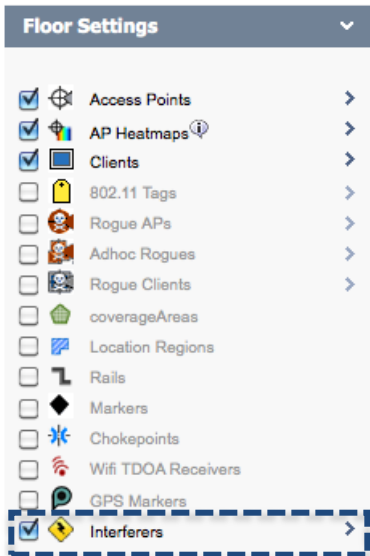 Floor Settings
Access Points
AP Heatmaps
Clients
802.11 Tags
Rogue APs
Adhoc Rogues
Rogue Clients
coverageAreas
Location Regions
Rails
Markers
Chokepoints
Wifi TDOA Receivers
GPS Markers
Interferers